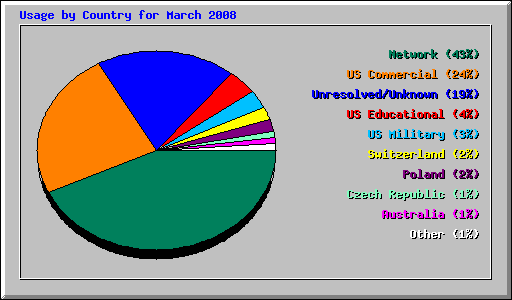 Usage by Country for March 2008
Network (43%)
US Commercial (24%)
Unresolved/Unknown (19%)
US Educational (4%)
US Military (3%)
Switzerland (2%)
Poland (2%)
Czech Republic (1%)
Australia (1%)
Other (1%)